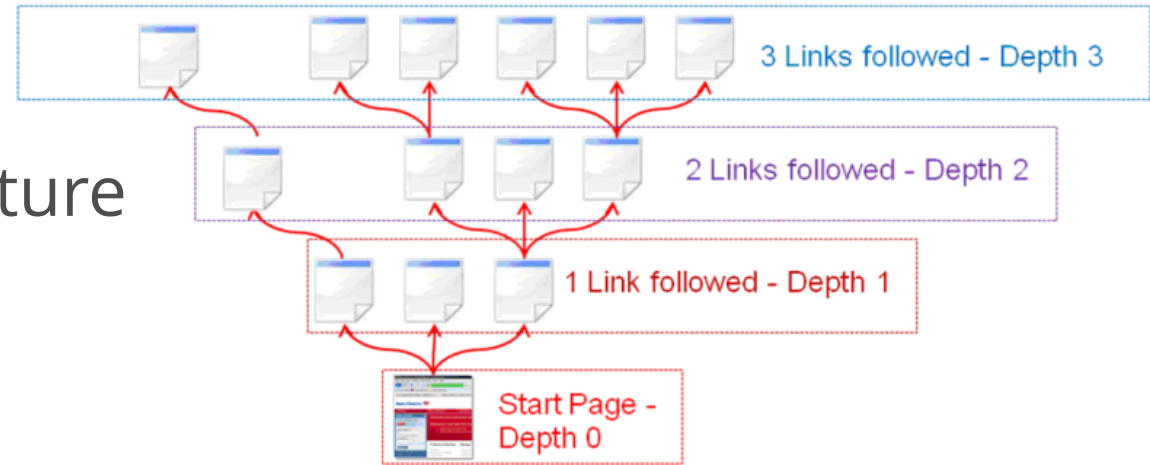 3 Links followed - Depth 3
2 Links followed - Depth 2
ture
1 Link followed - Depth 1
Start Page -
Depth 0